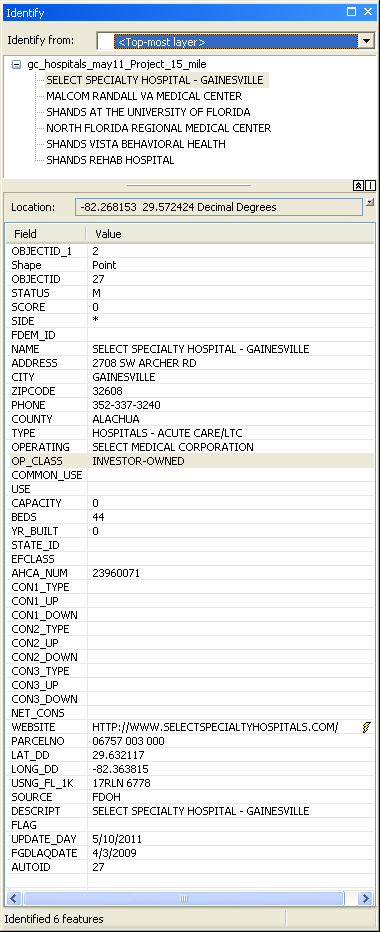 Identify
Identify from: <Top-most layer>
gc_hospitals_may11_Project_15_mile
SELECT SPECIALTY HOSPITAL - GAINESVILLE
MALCOM RANDALL VA MEDICAL CENTER
SHANDS AT THE UNIVERSITY OF FLORIDA
NORTH FLORIDA REGIONAL MEDICAL CENTER
SHANDS VISTA BEHAVIORAL HEALTH
SHANDS REHAB HOSPITAL
Location: -82.268153 29.572424 Decimal Degrees
Field Value
OBJECTID_1 2
Shape Point
OBJECTID 27
STATUS M
SCORE 0
SIDE *
FDEM_ID
NAME SELECT SPECIALTY HOSPITAL - GAINESVILLE
ADDRESS 2708 SW ARCHER RD
CITY GAINESVILLE
ZIPCODE 32608
PHONE 352-337-3240
COUNTY ALACHUA
TYPE HOSPITALS - ACUTE CARE/LTC
OPERATING SELECT MEDICAL CORPORATION
OP_CLASS INVESTOR-OWNED
COMMON_USE
USE
CAPACITY 0
BEDS 44
YR_BUILT 0
STATE_ID
EFCLASS
AHCA_NUM 23960071
CON1_TYPE
CON1_UP
CON1_DOWN
CON2_TYPE
CON2_UP
CON2_DOWN
CON3_TYPE
CON3_UP
CON3_DOWN
NET_CONS
WEBSITE HTTP://WWW.SELECTSPECIALTYHOSPITALS.COM/
PARCELNO 06757 003 000
LAT_DD 29.632117
LONG_DD -82.363815
USNG_FL_1K 17RLN 6778
SOURCE FDOH
DESCRIPT SELECT SPECIALTY HOSPITAL - GAINESVILLE
FLAG
UPDATE_DAY 5/10/2011
FGDLAQDATE 4/3/2009
AUTOID 27
Identified 6 features